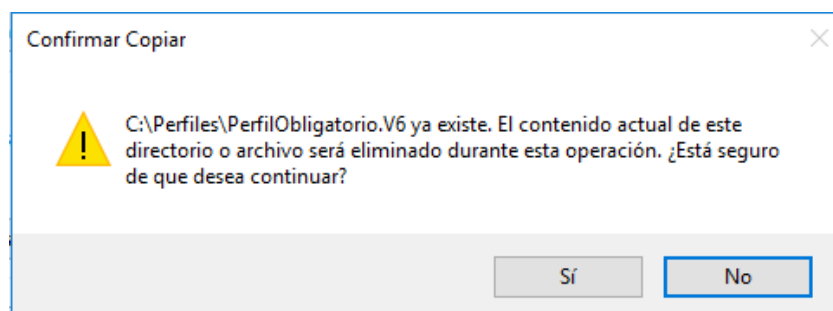 Confirmar Copiar
C:\Perfiles\PerfilObligatorio.V6 ya existe. El contenido actual de este
directorio o archivo será eliminado durante esta operación. ¿Está seguro
de que desea continuar?
Sí
No